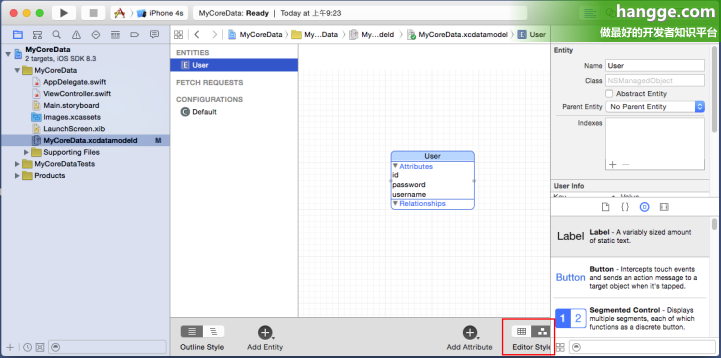 iPhone 4s
MyCoreData: Ready | Today at 上午9:23
hangge.com
做最好的开发者知识平台
MyCoreData
2 targets, iOS SDK 8.3
MyCoreData
AppDelegate.swift
ViewController.swift
Main.storyboard
Images.xcassets
LaunchScreen.xib
MyCoreData.xcdatamodeld M
Supporting Files
MyCoreDataTests
Products
MyCoreData
My...Data
My...deld
MyCoreData.xcdatamodel
E User
ENTITIES
E User
FETCH REQUESTS
CONFIGURATIONS
C Default
User
Attributes
id
password
username
Relationships
Outline Style
Add Entity
Add Attribute
Editor Style
Entity
Name User
Class NSManagedObject
Abstract Entity
Parent Entity No Parent Entity
Indexes
User Info
Label Label - A variable sized amount
of static text.
Button Button - Intercepts touch events
and sends an action message to a
target object when it's tapped.
1 2 Segmented Control - Displays
multiple segments, each of which
functions as a discrete button.